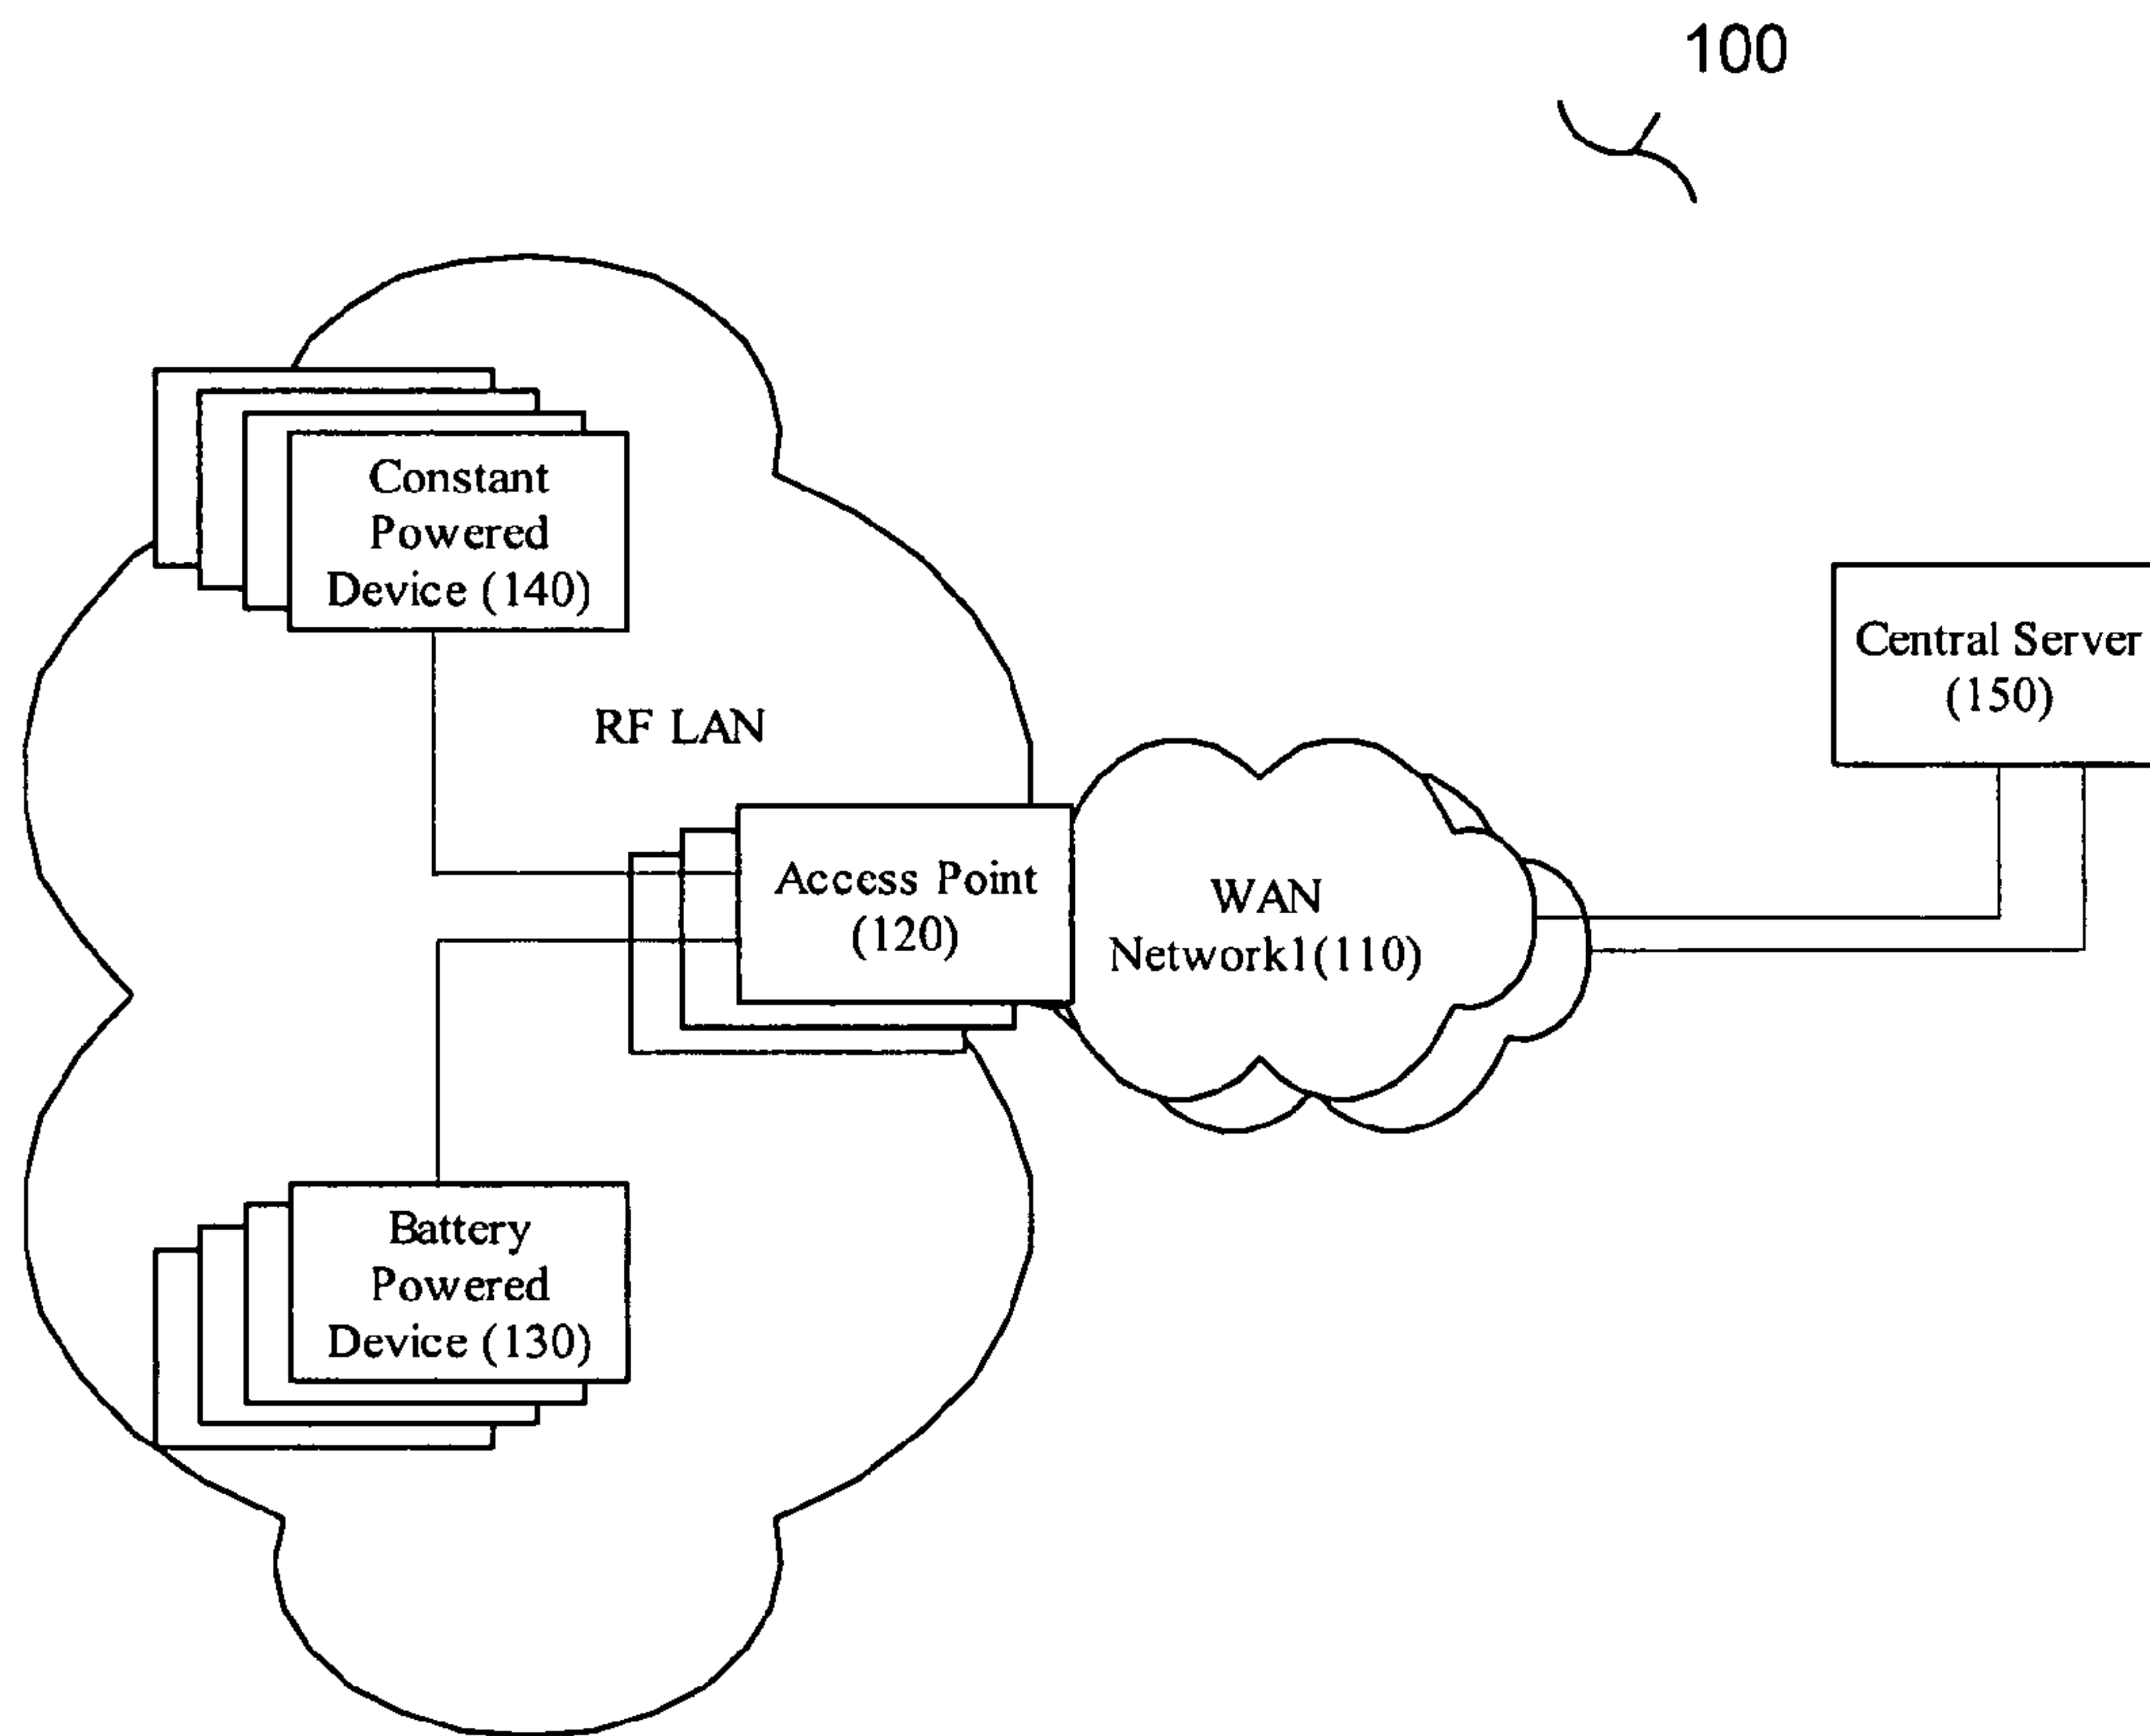 100
Constant
Powered
Device (140)
RF LAN
Central Server
(150)
Access Point
(120)
WAN
Network1(110)
Battery
Powered
Device (130)